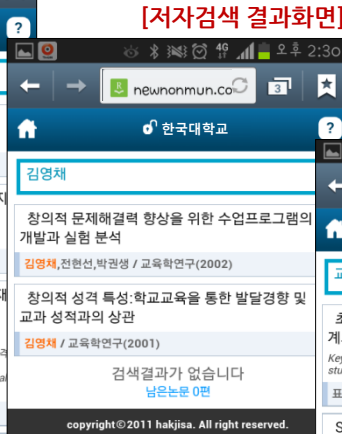 [저자검색 결과화면]
?
4G 오후 2:30
newnonmun.co
3
한국대학교
?
김영채
창의적 문제해결력 향상을 위한 수업프로그램의
개발과 실험 분석
김영채,전현선,박권생 / 교육학연구(2002)
창의적 성격 특성:학교교육을 통한 발달경향 및
교과 성적과의 상관
김영채 / 교육학연구(2001)
검색결과가 없습니다
남은논문 0편
copyright©2011 hakjisa. All right reserved.